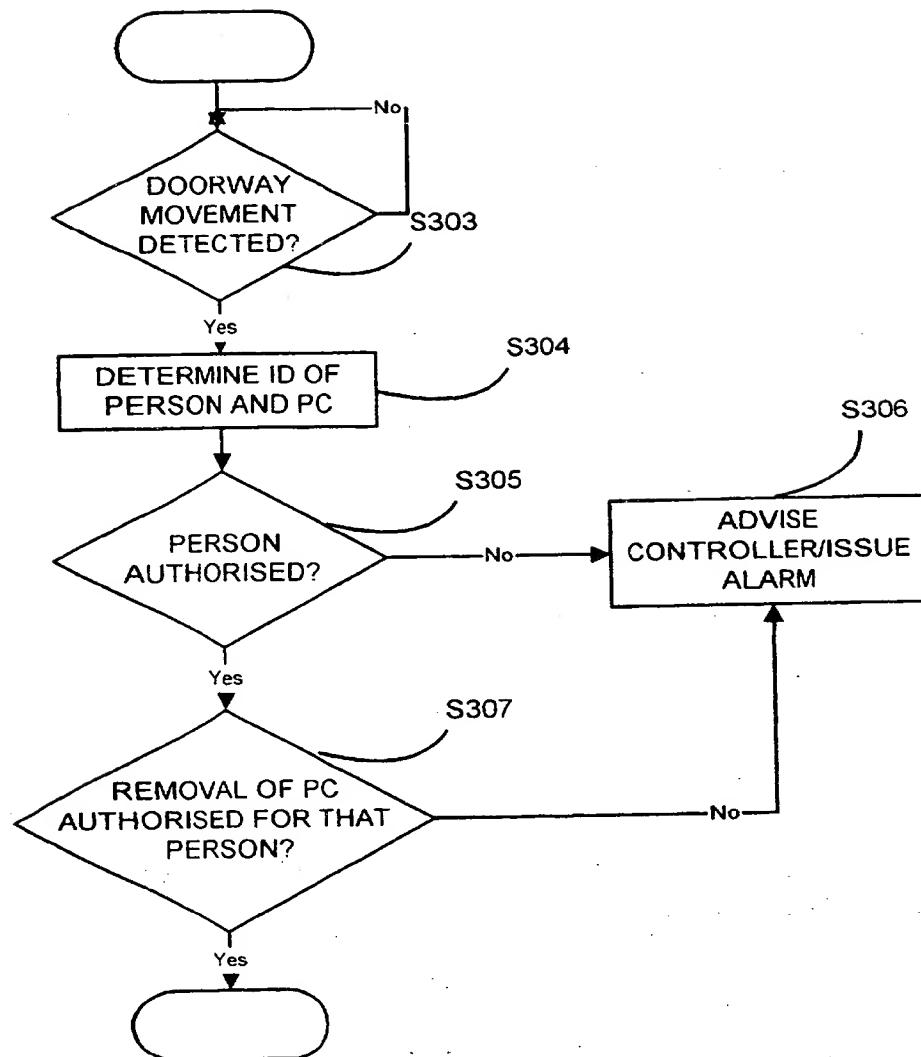 No
DOORWAY
MOVEMENT
DETECTED?
S303
Yes
S304
DETERMINE ID OF
PERSON AND PC
S306
S305
ADVISE
CONTROLLER/ISSUE
ALARM
PERSON
AUTHORISED?
No
Yes
S307
REMOVAL OF PC
AUTHORISED FOR THAT
PERSON?
No
Yes